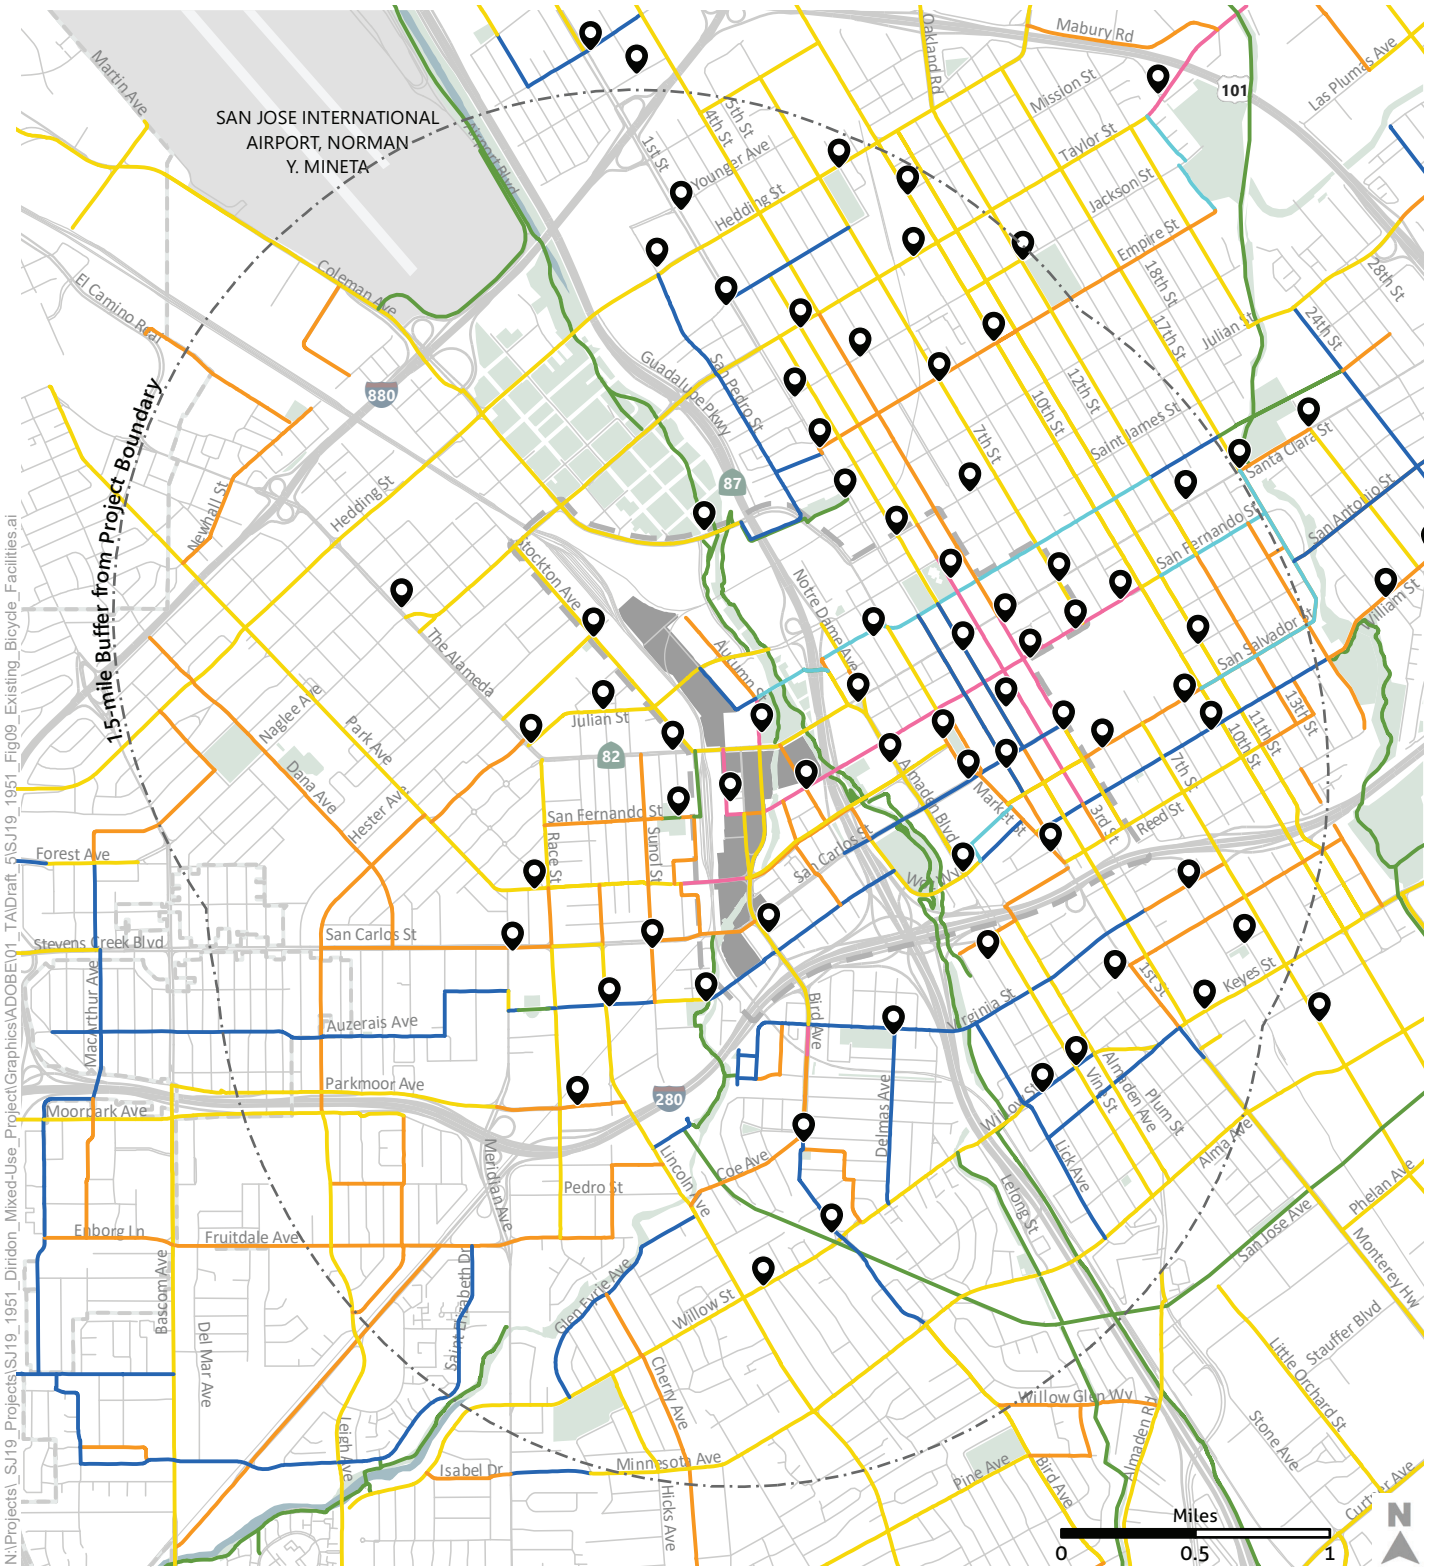 Mabury Rd
Oakland Rd
Las Plumas Ave
101
Martin Ave
SAN JOSE INTERNATIONAL
AIRPORT, NORMAN
Y. MINETA
Airport Blvd
Mission St
5th St
4th St
1st St
Younger Ave
Taylor St
Hedding St
Jackson St
Empire St
El Camino Real
Coleman Ave
18th St
28th St
17th St
Julian St
24th St
Guadalupe Pkwy
San Pedro St
12th St
10th St
880
1.5-mile Buffer from Project Boundary
7th St
Saint James St
Santa Clara St
87
Newhall St
Hedding St
San Antonio St
San Fernando St
Stockton Ave
Notre Dame Ave
William St
The Alameda
Autumn St
San Salvador St
Naglee Ave
Park Ave
Julian St
82
13th St
11th St
10th St
7th St
Dana Ave
Hester Ave
Almaden Blvd
Market St
3rd St
Reed St
San Fernando St
Race St
Sunol St
San Carlos St
Forest Ave
San Carlos St
Stevens Creek Blvd
MacArthur Ave
1st St
Keyes St
Auzerais Ave
Bird Ave
Virginia St
Parkmoor Ave
Moorpark Ave
280
Delmas Ave
Willow St
Vine St
Almaden Ave
Plum St
Alma Ave
Meridian Ave
Lincoln Ave
Coe Ave
Pedro St
Lick Ave
Lelong St
Phelan Ave
San Jose Ave
Monterey Hw
Enborg Ln
Fruitdale Ave
Bascom Ave
Del Mar Ave
Saint Elizabeth Dr
Glen Eyrie Ave
Willow St
Cherry Ave
Stauffer Blvd
Little Orchard St
Willow Glen Wy
Almaden Rd
Stone Ave
Leigh Ave
Isabel Dr
Minnesota Ave
Hicks Ave
Pine Ave
Bird Ave
Miles
0 0.5 1
N
N:\Projects\_SJ19_Projects\SJ19_1951_Diridon_Mixed-Use_Project\Graphics\ADOBE\01_TA\Draft_5\SJ19_1951_Fig09_Existing_Bicycle_Facilities.ai